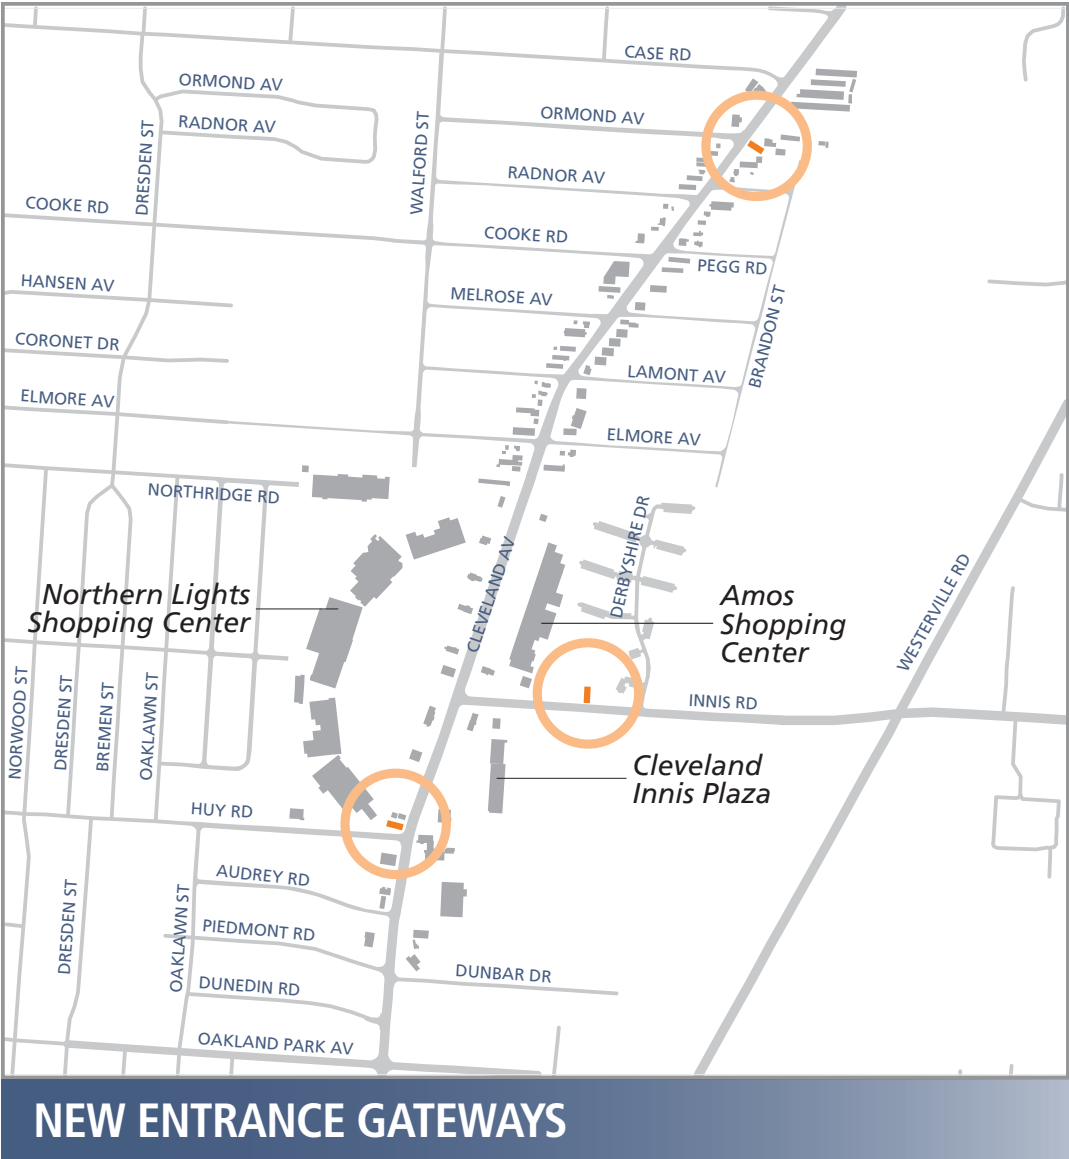 CASE RD
ORMOND AV
ORMOND AV
RADNOR AV
DRESDEN ST
WALFORD ST
RADNOR AV
COOKE RD
COOKE RD
PEGG RD
HANSEN AV
MELROSE AV
BRANDON ST
CORONET DR
LAMONT AV
ELMORE AV
ELMORE AV
NORTHRIDGE RD
CLEVELAND AV
DERBYSHIRE DR
WESTERVILLE RD
Northern Lights
Shopping Center
Amos
Shopping
Center
NORWOOD ST
DRESDEN ST
BREMEN ST
OAKLAWN ST
INNIS RD
Cleveland
Innis Plaza
HUY RD
AUDREY RD
DRESDEN ST
OAKLAWN ST
PIEDMONT RD
DUNBAR DR
DUNEDIN RD
OAKLAND PARK AV
NEW ENTRANCE GATEWAYS